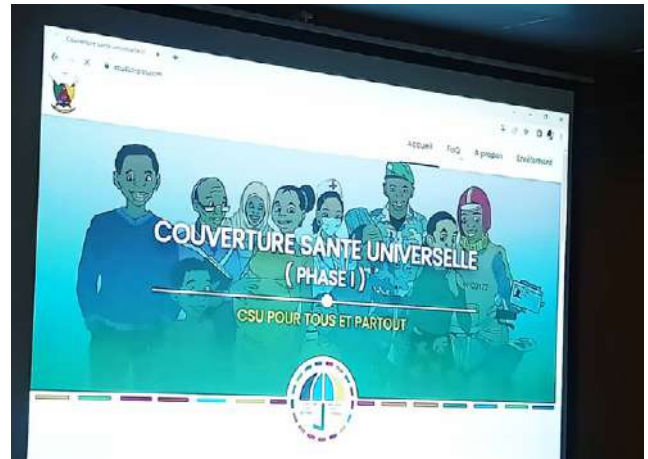 Accueil FaQ A propos Enrôlement
COUVERTURE SANTE UNIVERSELLE
( PHASE I )
CSU POUR TOUS ET PARTOUT